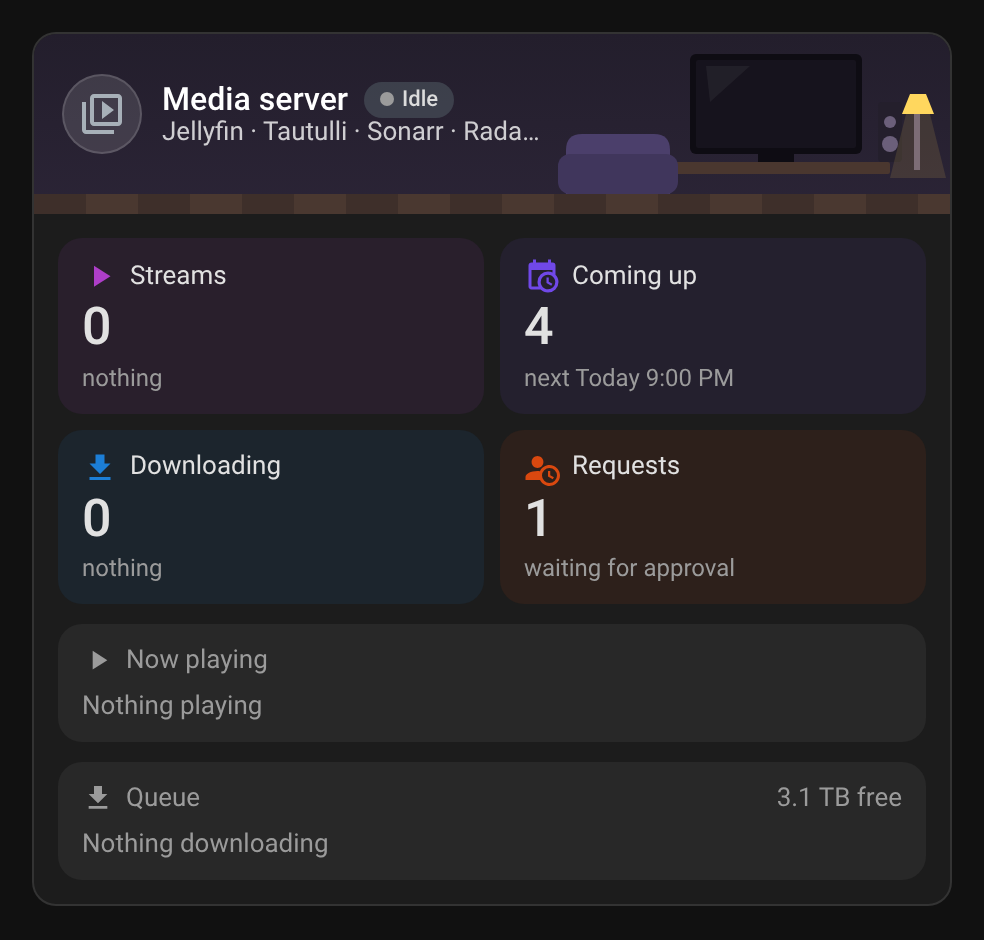 Media server
Idle
Jellyfin · Tautulli · Sonarr · Rada...
Streams
0
nothing
Coming up
4
next Today 9:00 PM
Downloading
0
nothing
Requests
1
waiting for approval
Now playing
Nothing playing
Queue
3.1 TB free
Nothing downloading